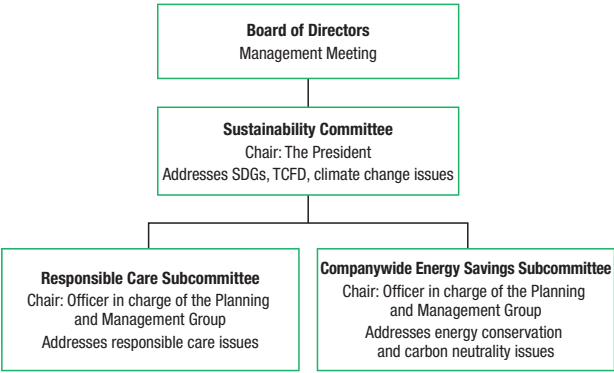 Board of Directors
Management Meeting
Sustainability Committee
Chair: The President
Addresses SDGs, TCFD, climate change issues
Responsible Care Subcommittee
Chair: Officer in charge of the Planning
and Management Group
Addresses responsible care issues
Companywide Energy Savings Subcommittee
Chair: Officer in charge of the Planning
and Management Group
Addresses energy conservation
and carbon neutrality issues